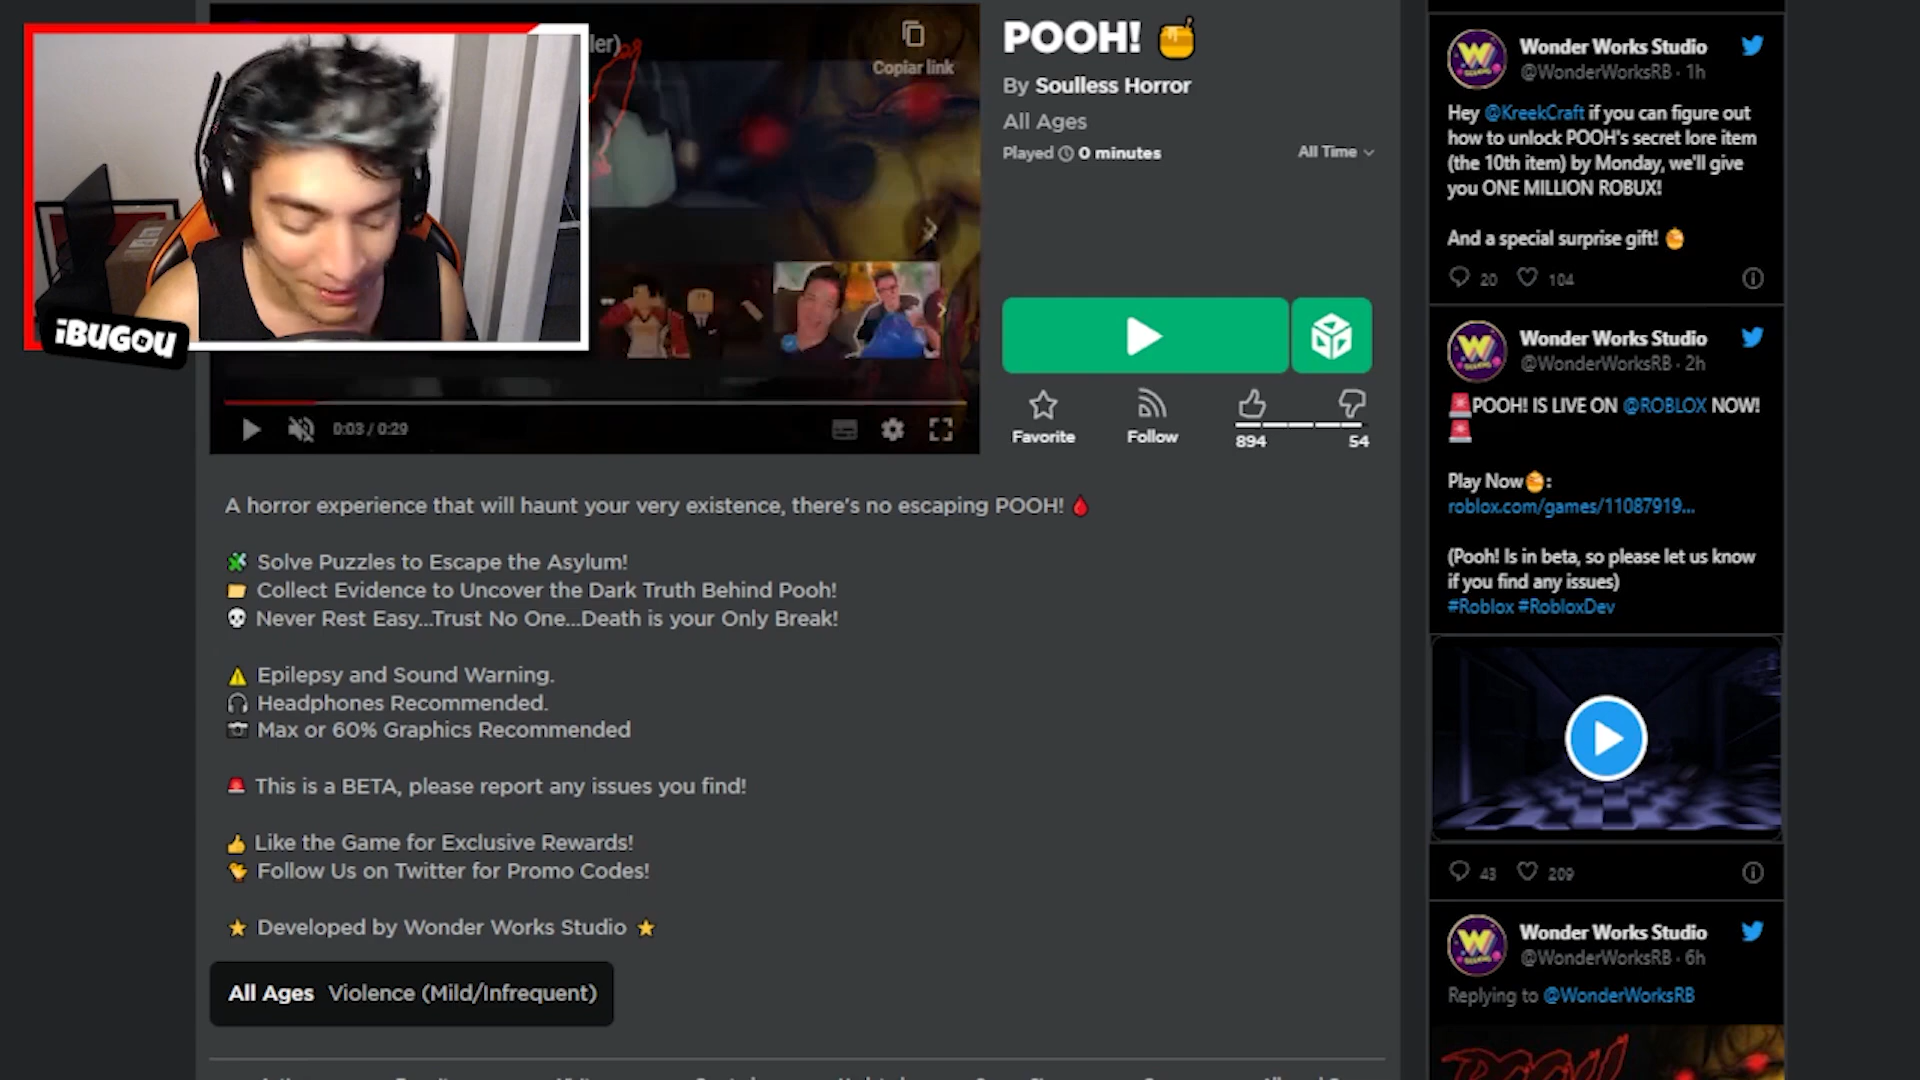 ler)
Copiar link
iBUGOU
0:03 / 0:29
POOH!
By Soulless Horror
All Ages
Played 0 minutes
All Time
Favorite
Follow
894
54
A horror experience that will haunt your very existence, there's no escaping POOH!
Solve Puzzles to Escape the Asylum!
Collect Evidence to Uncover the Dark Truth Behind Pooh!
Never Rest Easy...Trust No One...Death is your Only Break!
Epilepsy and Sound Warning.
Headphones Recommended.
Max or 60% Graphics Recommended
This is a BETA, please report any issues you find!
Like the Game for Exclusive Rewards!
Follow Us on Twitter for Promo Codes!
Developed by Wonder Works Studio
All Ages Violence (Mild/Infrequent)
Wonder Works Studio
@WonderWorksRB · 1h
Hey @KreekCraft if you can figure out
how to unlock POOH's secret lore item
(the 10th item) by Monday, we'll give
you ONE MILLION ROBUX!
And a special surprise gift!
20 104
Wonder Works Studio
@WonderWorksRB · 2h
POOH! IS LIVE ON @ROBLOX NOW!
Play Now:
roblox.com/games/11087919...
(Pooh! Is in beta, so please let us know
if you find any issues)
#Roblox #RobloxDev
43 209
Wonder Works Studio
@WonderWorksRB · 6h
Replying to @WonderWorksRB
POOH